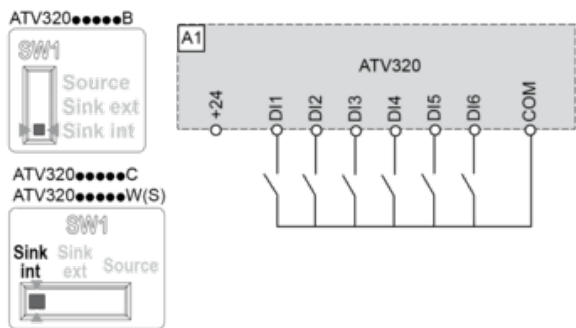 ATV320●●●●●B
SW1
Source
Sink ext
Sink int
ATV320●●●●●C
ATV320●●●●●W(S)
SW1
Sink int
Sink ext
Source
A1
ATV320
+24
DI1
DI2
DI3
DI4
DI5
DI6
COM